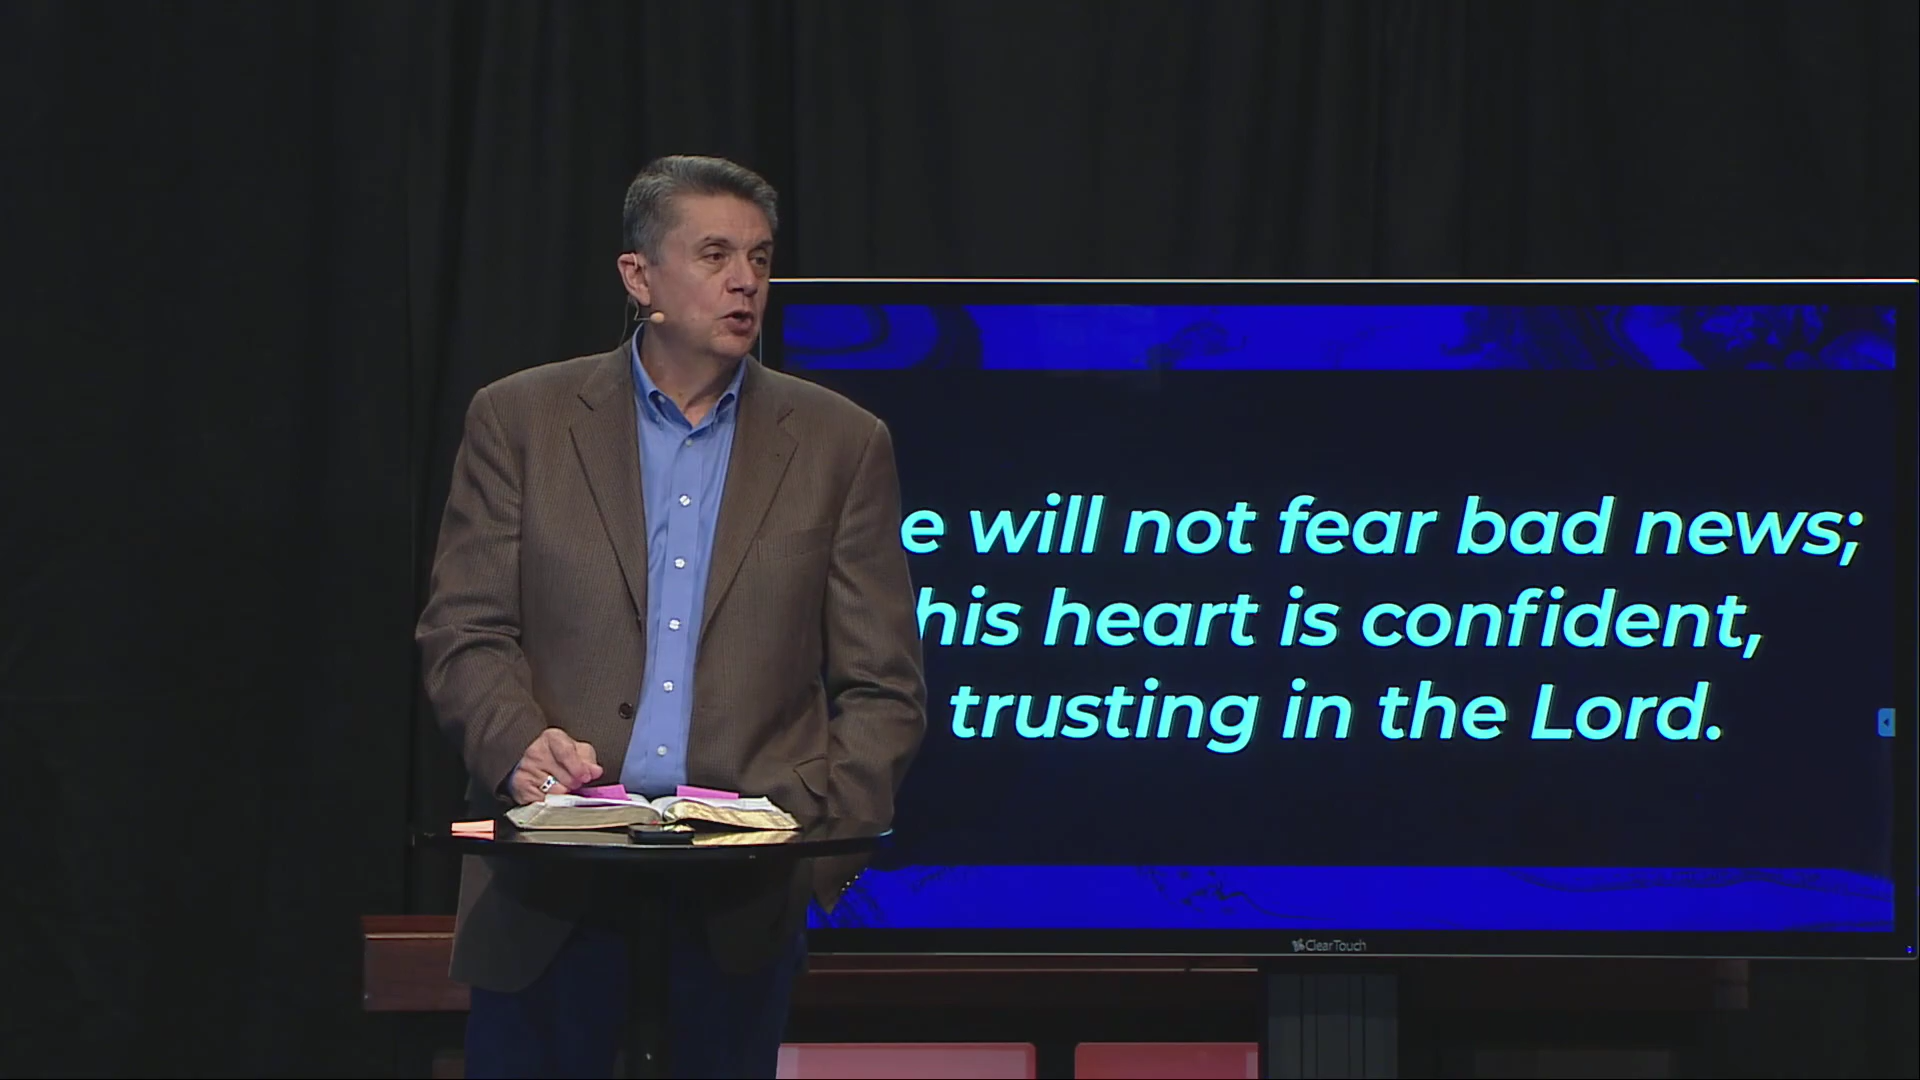 e will not fear bad news;
his heart is confident,
trusting in the Lord.
ClearTouch